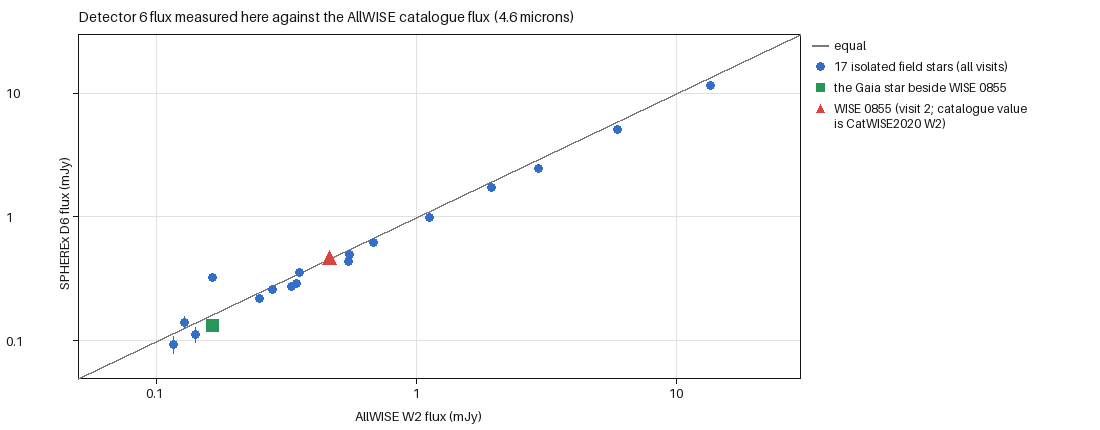 Detector 6 flux measured here against the AllWISE catalogue flux (4.6 microns)
equal
17 isolated field stars (all visits)
the Gaia star beside WISE 0855
WISE 0855 (visit 2; catalogue value
is CatWISE2020 W2)
SPHEREx D6 flux (mJy)
10
1
0.1
0.1
1
10
AllWISE W2 flux (mJy)